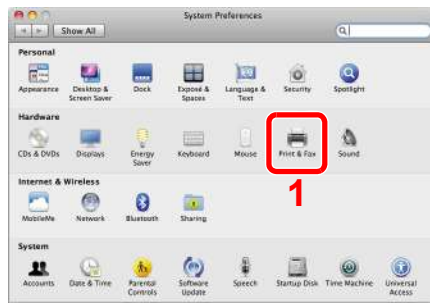 System Preferences
Show All
Personal
Appearance Desktop & Screen Saver Dock Exposé & Spaces Language & Text Security Spotlight
Hardware
CDs & DVDs Displays Energy Saver Keyboard Mouse Print & Fax Sound
1
Internet & Wireless
MobileMe Network Bluetooth Sharing
System
Accounts Date & Time Parental Controls Software Update Speech Startup Disk Time Machine Universal Access